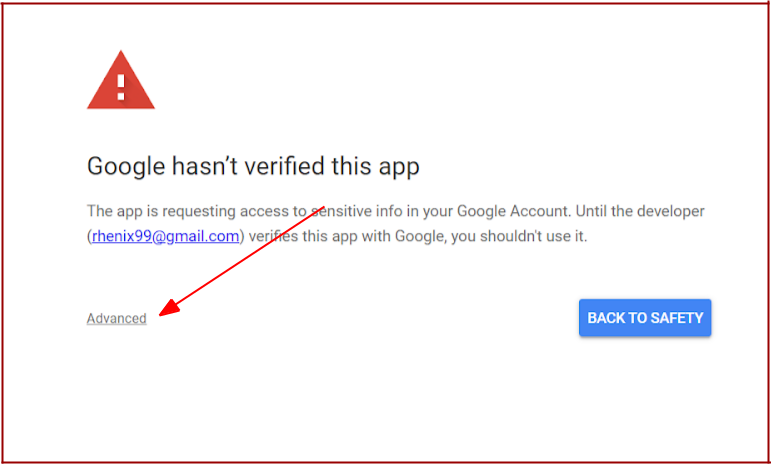 Google hasn’t verified this app
The app is requesting access to sensitive info in your Google Account. Until the developer
(rhenix99@gmail.com) verifies this app with Google, you shouldn't use it.
Advanced
BACK TO SAFETY